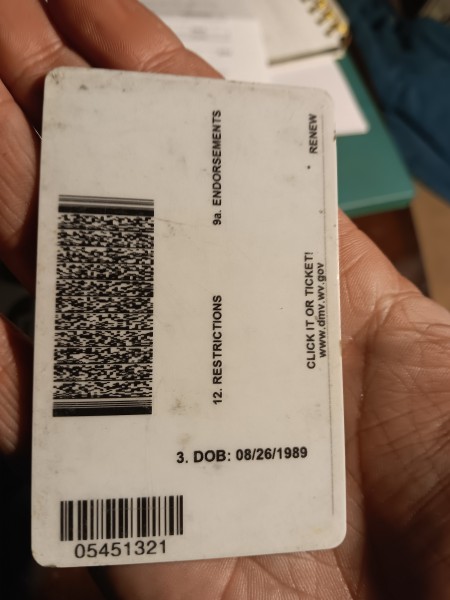 9a. ENDORSEMENTS
RENEW
12. RESTRICTIONS
CLICK IT OR TICKET!
www.dmv.wv.gov
3. DOB: 08/26/1989
05451321